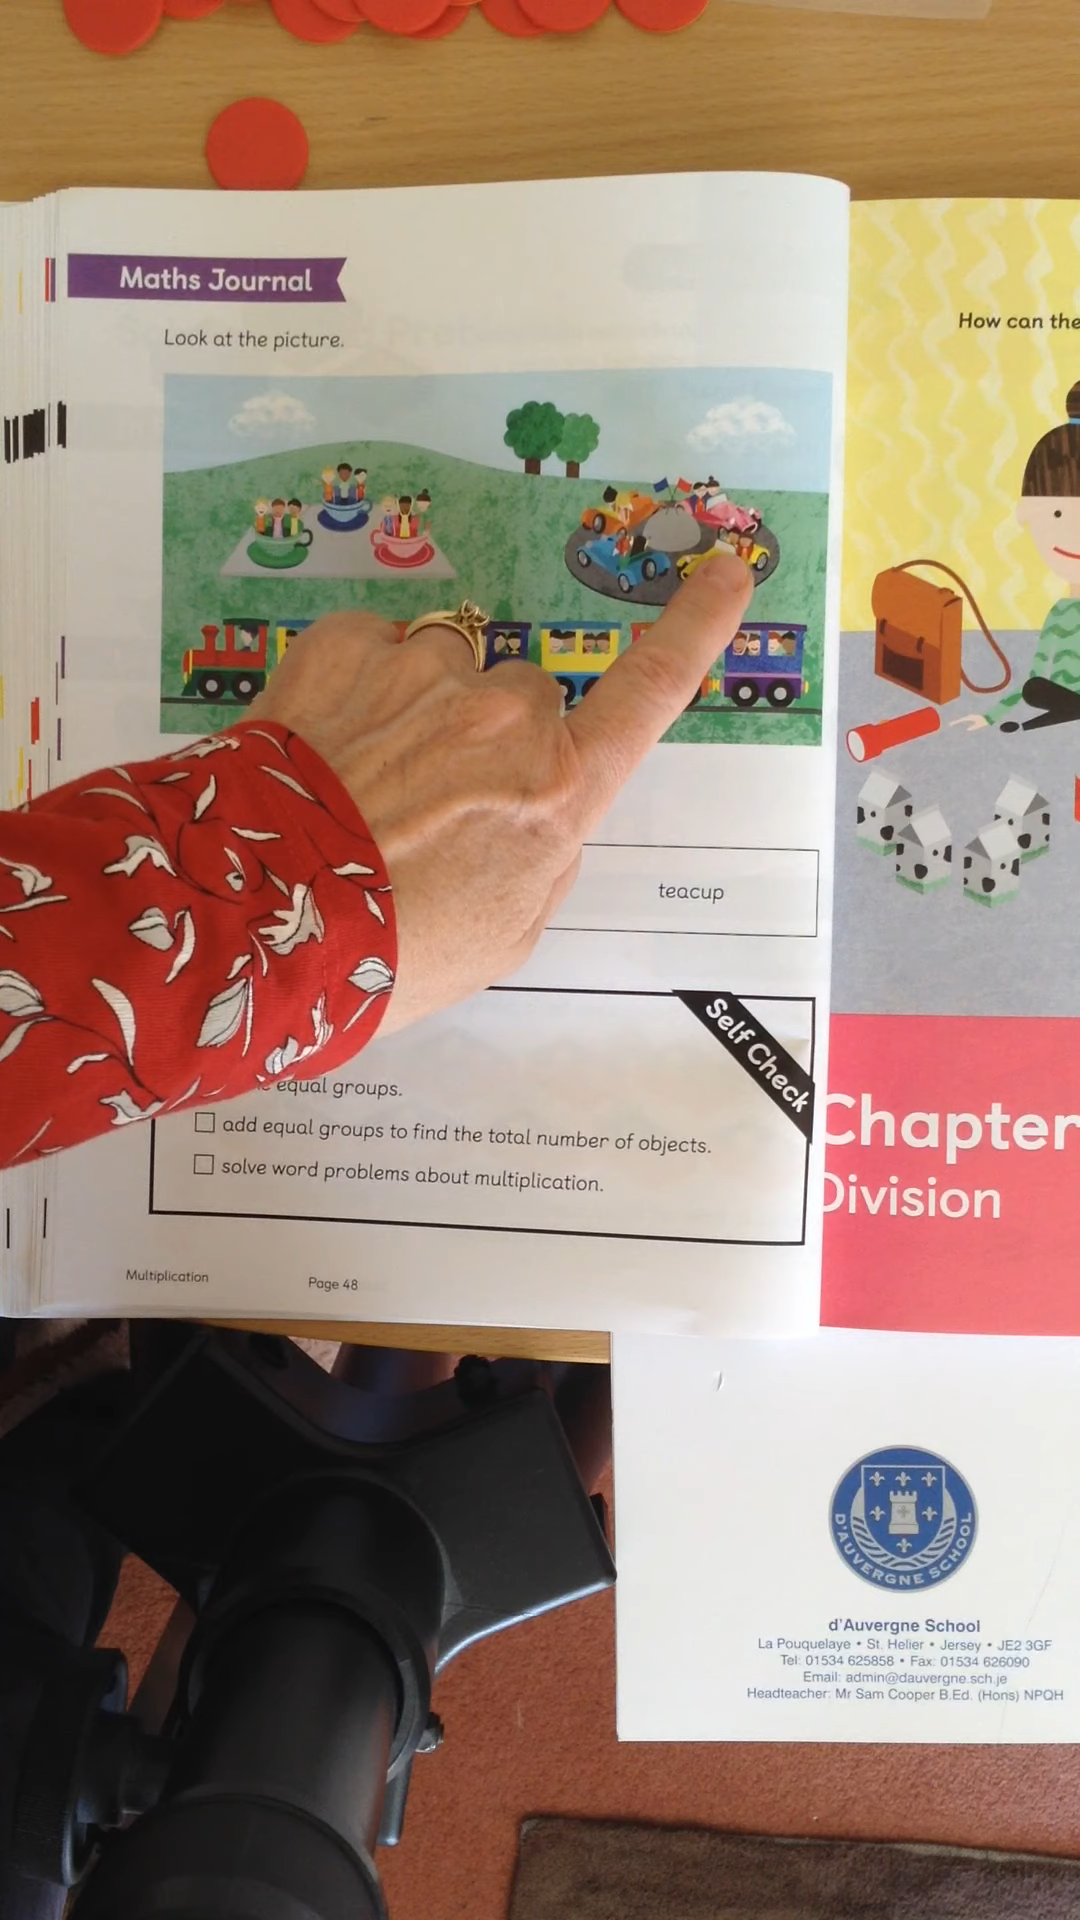 Maths Journal
Look at the picture.
teacup
Self Check
equal groups.
add equal groups to find the total number of objects.
solve word problems about multiplication.
Multiplication
Page 48
How can the
Chapter
Division
D'AUVERGNE SCHOOL
d'Auvergne School
La Pouquelaye • St. Helier • Jersey • JE2 3GF
Tel: 01534 625858 • Fax: 01534 626090
Email: admin@dauvergne.sch.je
Headteacher: Mr Sam Cooper B.Ed. (Hons) NPQH